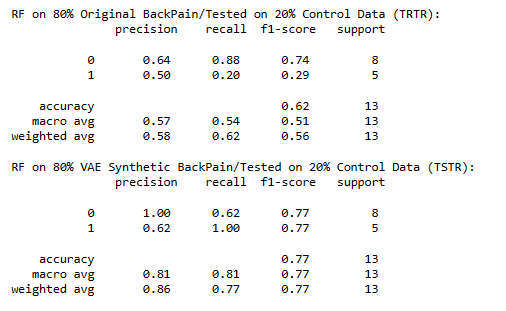 RF on 80% Original BackPain/Tested on 20% Control Data (TRTR):
precision recall f1-score support
0 0.64 0.88 0.74 8
1 0.50 0.20 0.29 5
accuracy 0.62 13
macro avg 0.57 0.54 0.51 13
weighted avg 0.58 0.62 0.56 13
RF on 80% VAE Synthetic BackPain/Tested on 20% Control Data (TSTR):
precision recall f1-score support
0 1.00 0.62 0.77 8
1 0.62 1.00 0.77 5
accuracy 0.77 13
macro avg 0.81 0.81 0.77 13
weighted avg 0.86 0.77 0.77 13